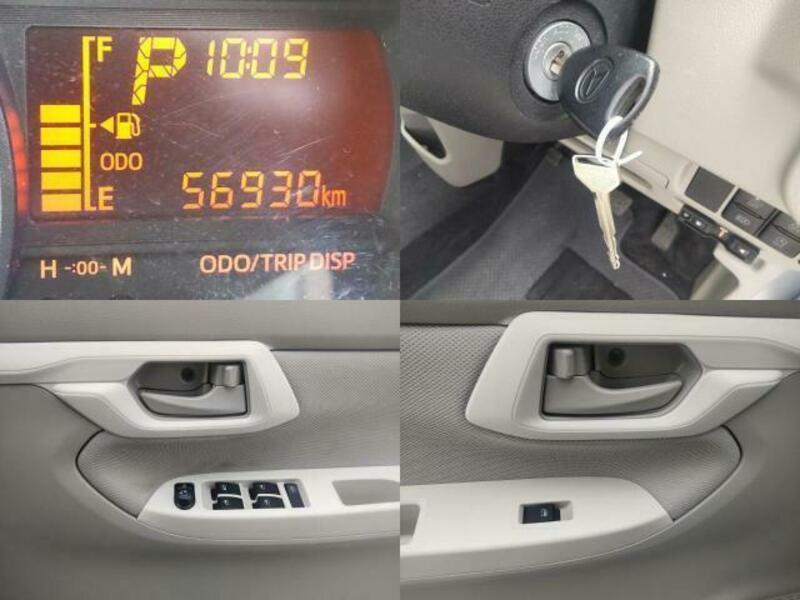 F P 10:09
ODO
E 56930km
H -:00- M ODO/TRIP DISP